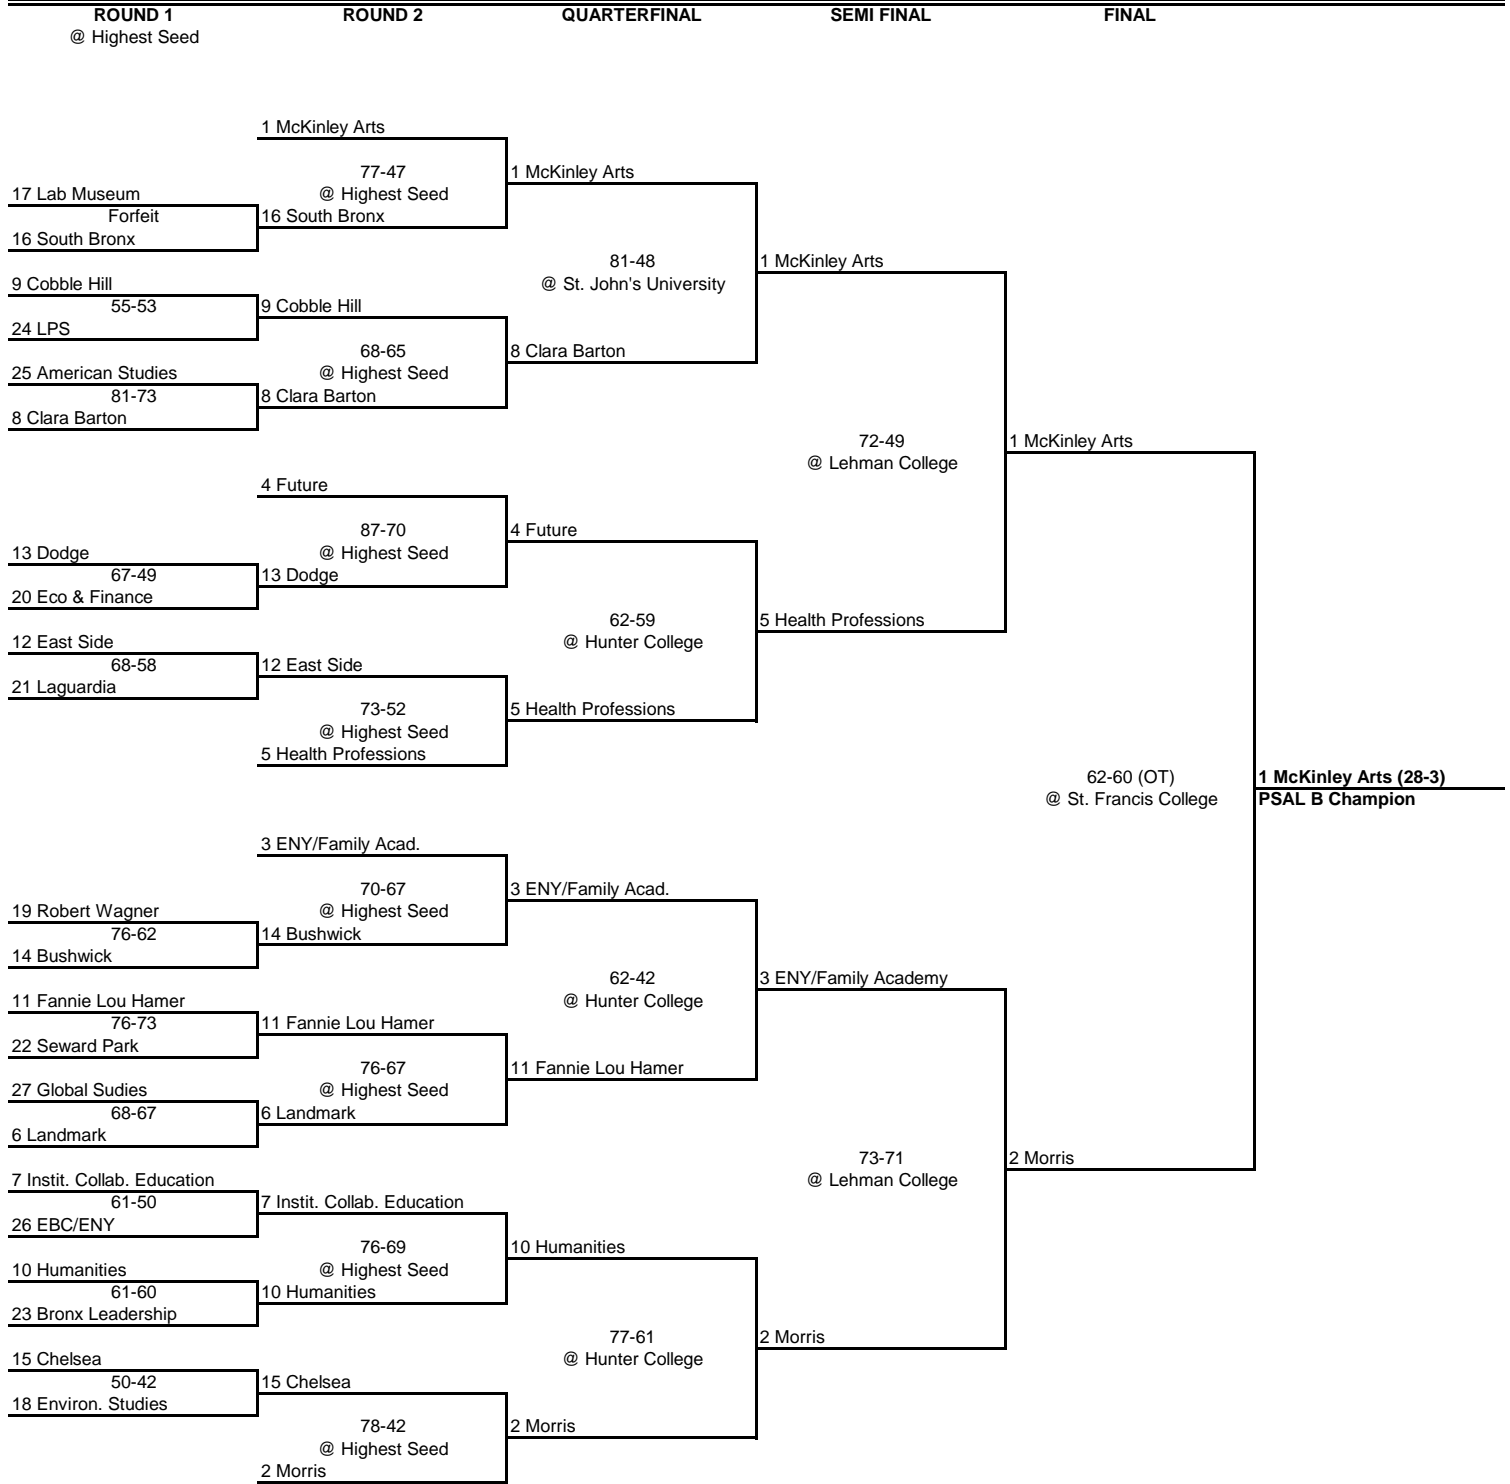 ROUND 1 ROUND 2 QUARTERFINAL SEMI FINAL FINAL
@ Highest Seed
1 McKinley Arts
77-47 1 McKinley Arts
17 Lab Museum @ Highest Seed
Forfeit 16 South Bronx
16 South Bronx
81-48 1 McKinley Arts
9 Cobble Hill @ St. John's University
55-53 9 Cobble Hill
24 LPS
68-65 8 Clara Barton
25 American Studies @ Highest Seed
81-73 8 Clara Barton
8 Clara Barton
72-49 1 McKinley Arts
@ Lehman College
4 Future
87-70 4 Future
13 Dodge @ Highest Seed
67-49 13 Dodge
20 Eco & Finance
62-59 5 Health Professions
12 East Side @ Hunter College
68-58 12 East Side
21 Laguardia
73-52 5 Health Professions
@ Highest Seed
5 Health Professions
62-60 (OT) 1 McKinley Arts (28-3)
@ St. Francis College PSAL B Champion
3 ENY/Family Acad.
70-67 3 ENY/Family Acad.
19 Robert Wagner @ Highest Seed
76-62 14 Bushwick
14 Bushwick
62-42 3 ENY/Family Academy
11 Fannie Lou Hamer @ Hunter College
76-73 11 Fannie Lou Hamer
22 Seward Park
76-67 11 Fannie Lou Hamer
27 Global Sudies @ Highest Seed
68-67 6 Landmark
6 Landmark
73-71 2 Morris
7 Instit. Collab. Education @ Lehman College
61-50 7 Instit. Collab. Education
26 EBC/ENY
76-69 10 Humanities
10 Humanities @ Highest Seed
61-60 10 Humanities
23 Bronx Leadership
77-61 2 Morris
15 Chelsea @ Hunter College
50-42 15 Chelsea
18 Environ. Studies
78-42 2 Morris
@ Highest Seed
2 Morris